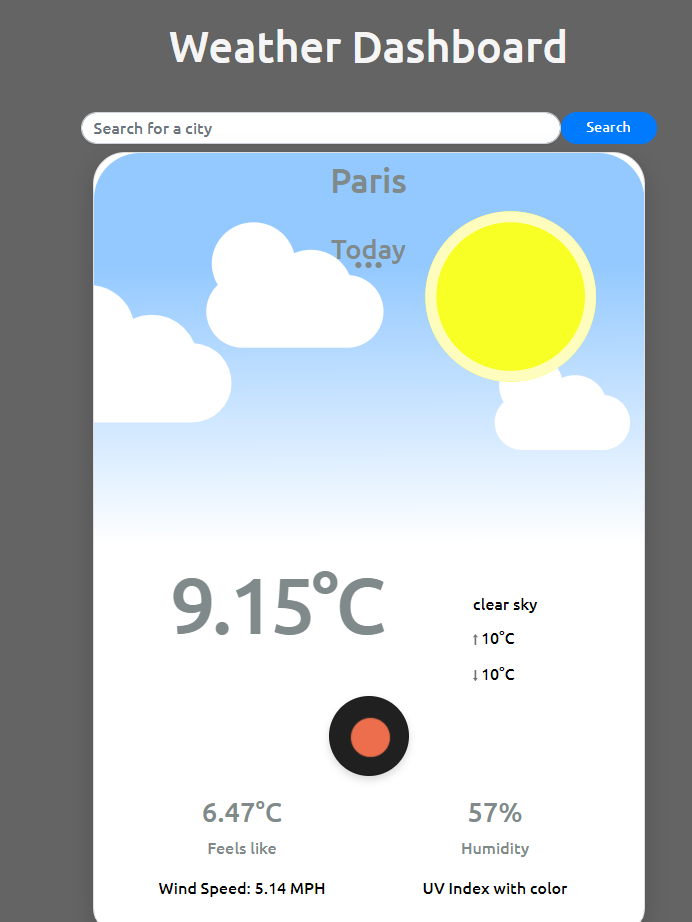 Weather Dashboard
Search for a city
Search
Paris
Today
9.15°C
clear sky
↑ 10°C
↓ 10°C
6.47°C
57%
Feels like
Humidity
Wind Speed: 5.14 MPH
UV Index with color